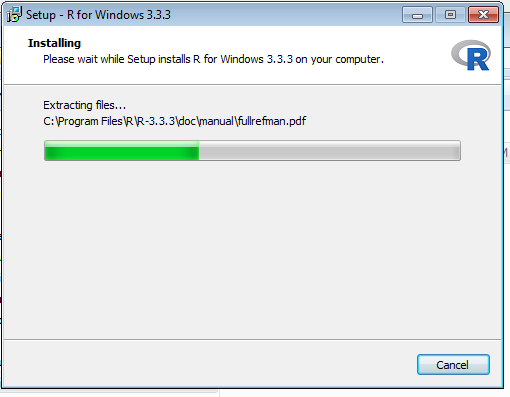 Setup - R for Windows 3.3.3
Installing
Please wait while Setup installs R for Windows 3.3.3 on your computer.
R
Extracting files...
C:\Program Files\R\R-3.3.3\doc\manual\fullrefman.pdf
M
Cancel